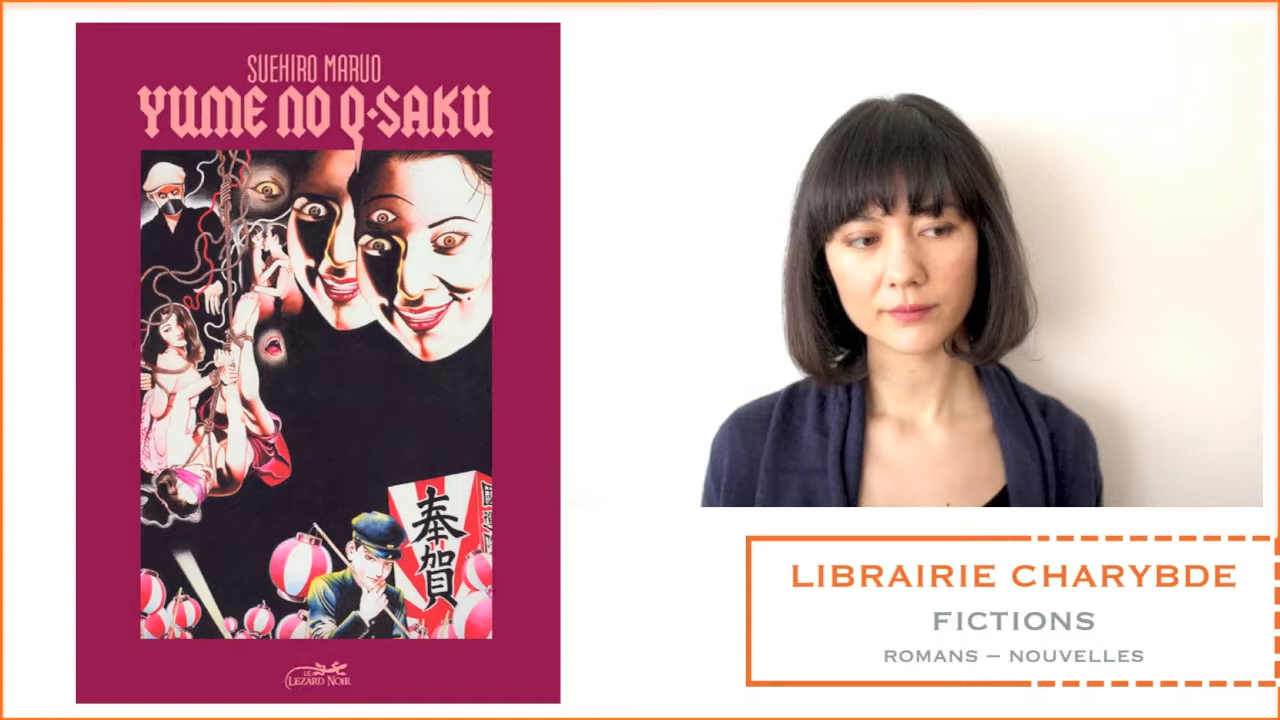 SUEHIRO MARUO
YUME NO Q·SAKU
奉賀
LE
LEZARD NOIR
LIBRAIRIE CHARYBDE
FICTIONS
ROMANS – NOUVELLES